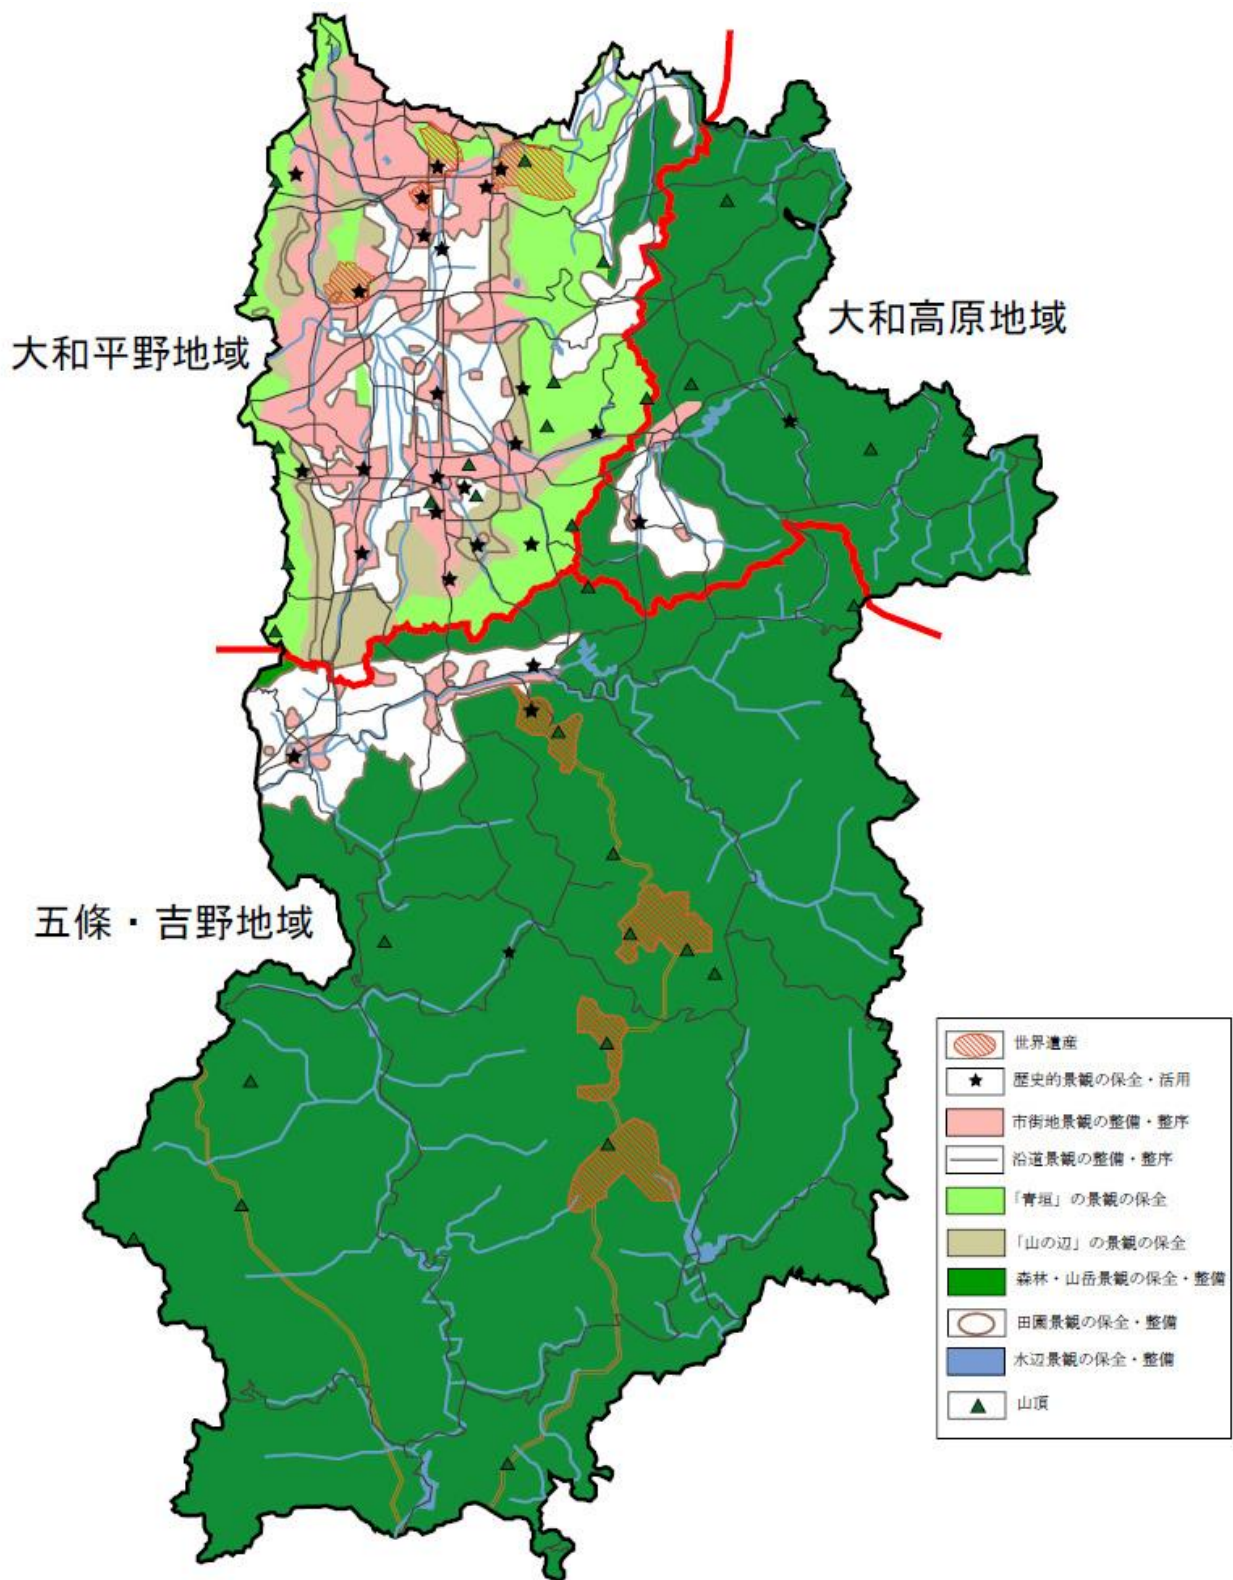 大和高原地域
大和平野地域
五條・吉野地域
世界遺産
歴史的景観の保全・活用
市街地景観の整備・整序
沿道景観の整備・整序
「青垣」の景観の保全
「山の辺」の景観の保全
森林・山岳景観の保全・整備
田園景観の保全・整備
水辺景観の保全・整備
山頂